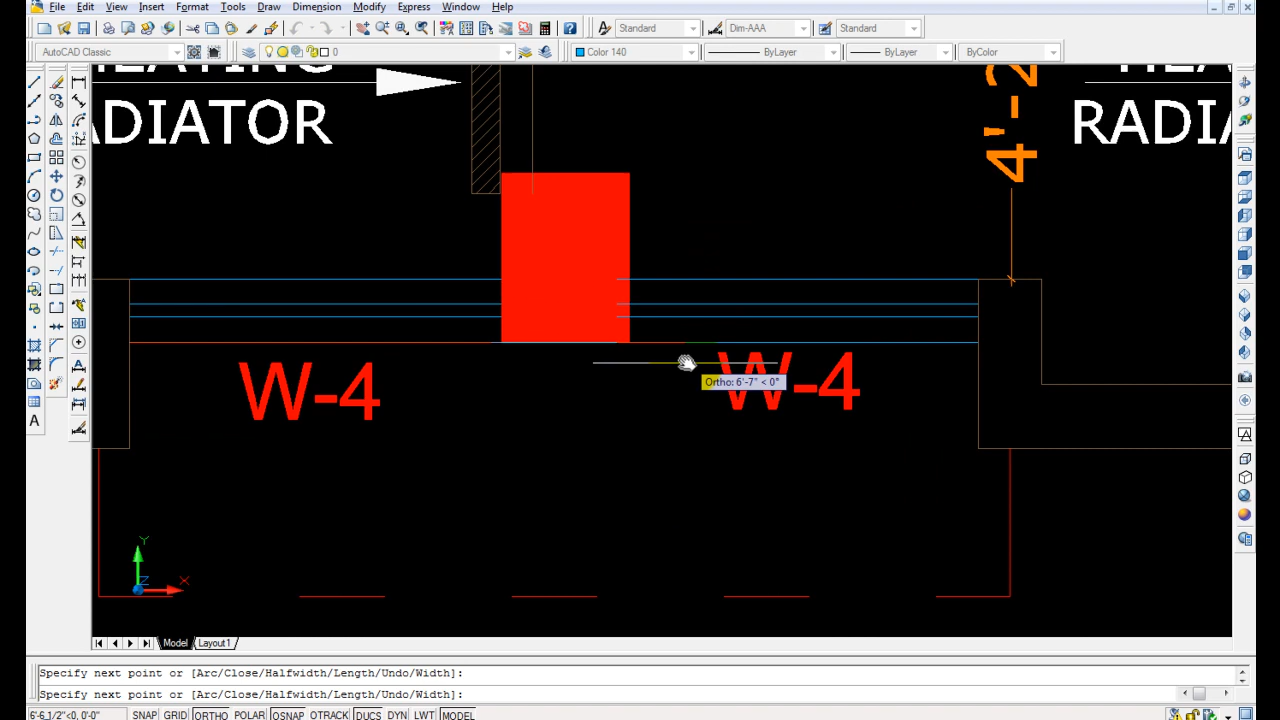 File Edit View Insert Format Tools Draw Dimension Modify Express Window Help
Standard Dim-AAA Standard
AutoCAD Classic 0 Color 140 ByLayer ByLayer ByColor
RADIATOR
ADIATOR
4'-2
RADIA
W-4
W-4
Ortho: 6'-7" < 0°
Y
Z
X
A
Model Layout1
Specify next point or [Arc/Close/Halfwidth/Length/Undo/Width]:
Specify next point or [Arc/Close/Halfwidth/Length/Undo/Width]:
6'-6 1/2"<0, 0'-0" SNAP GRID ORTHO POLAR OSNAP OTRACK DUCS DYN LWT MODEL